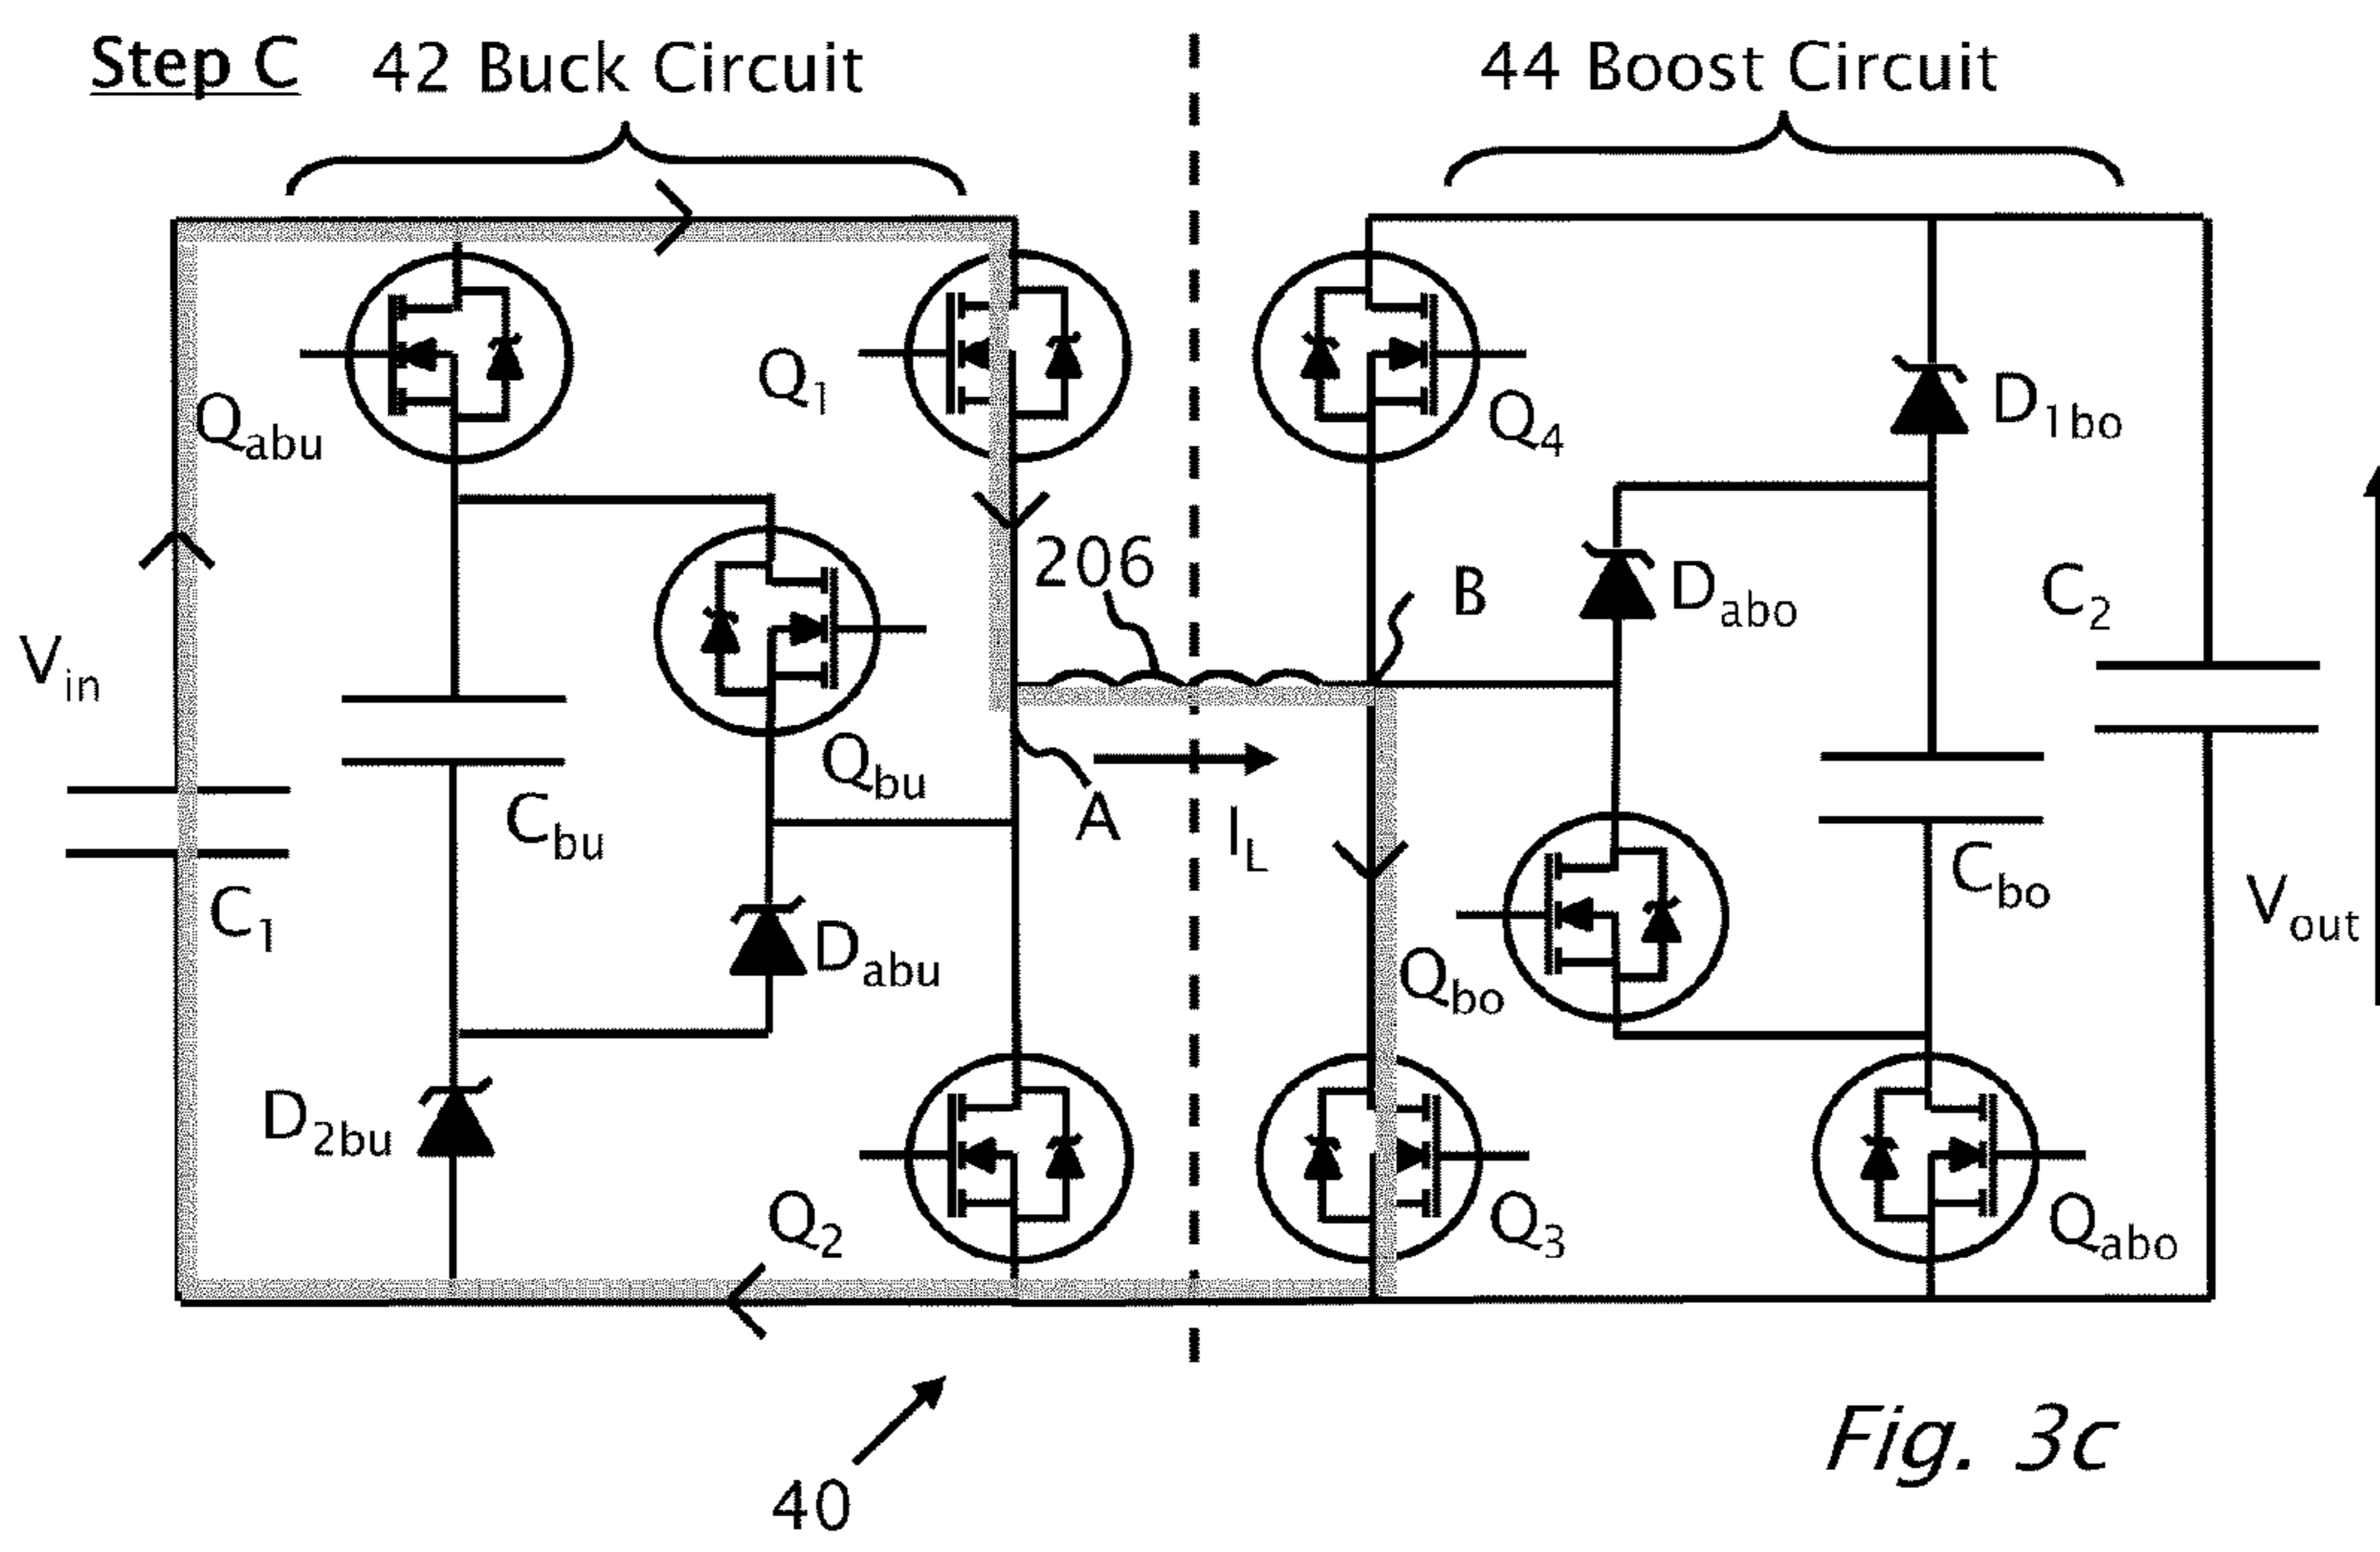 Step C
42 Buck Circuit
44 Boost Circuit
Q1
Q4
D1bo
Qabu
206
B
Dabo
C2
Vin
Qbu
A
IL
Cbu
Cbo
Vout
C1
Dabu
Qbo
D2bu
Q2
Q3
Qabo
40
Fig. 3c